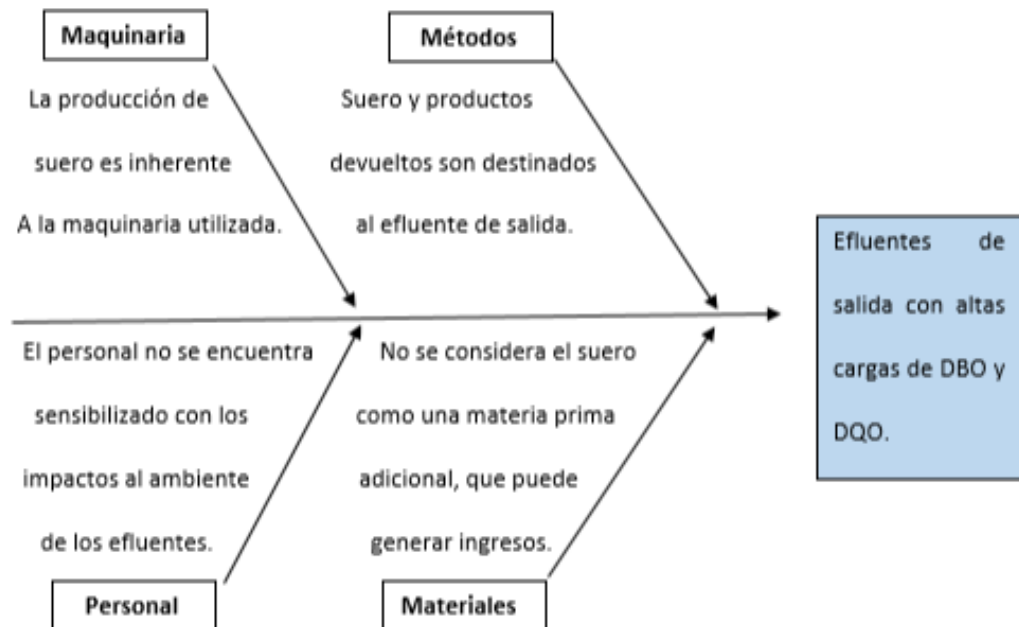 Maquinaria
La producción de
suero es inherente
A la maquinaria utilizada.
Métodos
Suero y productos
devueltos son destinados
al efluente de salida.
El personal no se encuentra
sensibilizado con los
impactos al ambiente
de los efluentes.
Personal
No se considera el suero
como una materia prima
adicional, que puede
generar ingresos.
Materiales
Efluentes de
salida con altas
cargas de DBO y
DQO.